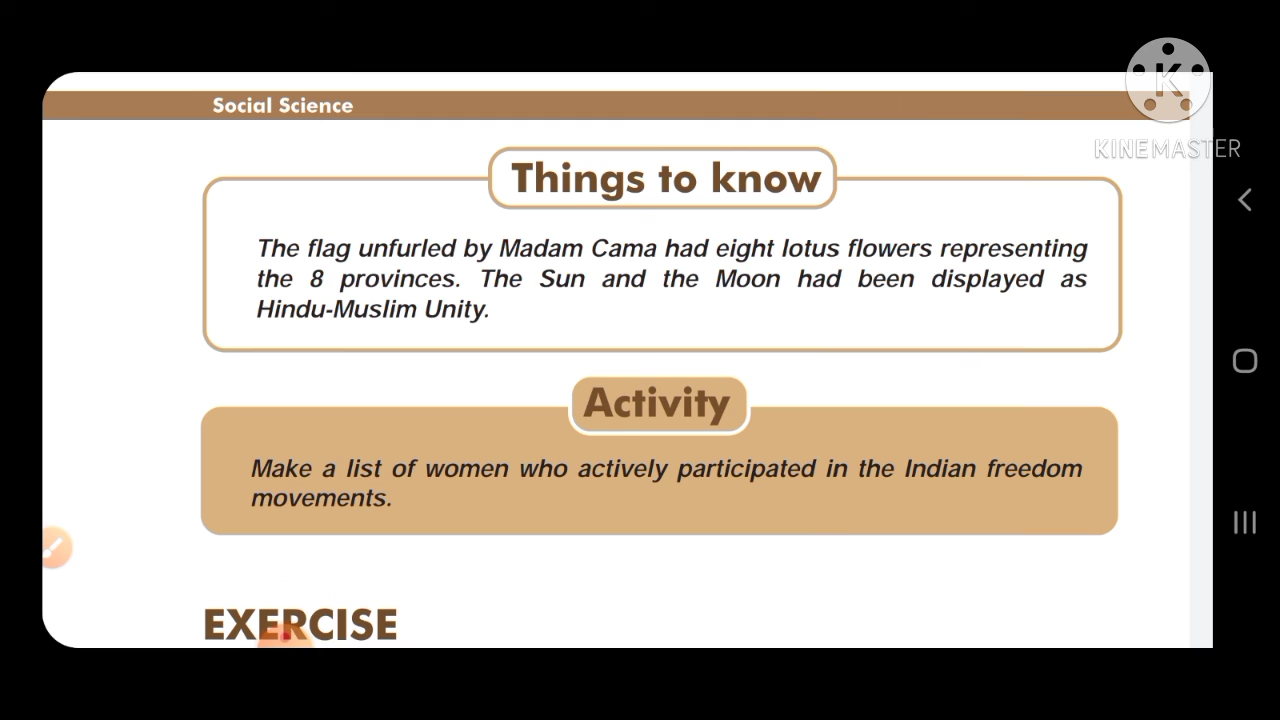 Social Science
KINEMASTER
Things to know
The flag unfurled by Madam Cama had eight lotus flowers representing
the 8 provinces. The Sun and the Moon had been displayed as
Hindu-Muslim Unity.
Activity
Make a list of women who actively participated in the Indian freedom
movements.
EXERCISE